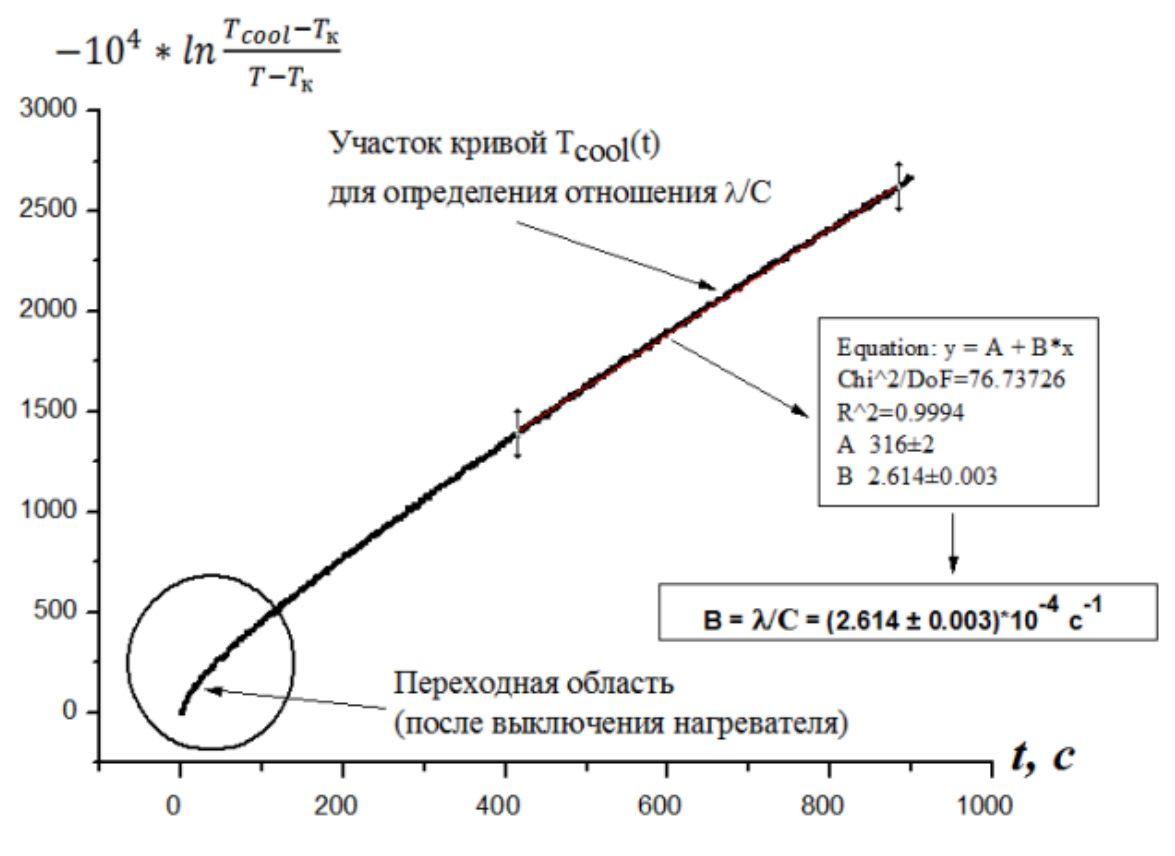 −10⁴ * ln (T_cool−T_к)/(T−T_к)
3000
2500
2000
1500
1000
500
0
Участок кривой T_cool(t)
для определения отношения λ/C
Equation: y = A + B*x
Chi^2/DoF=76.73726
R^2=0.9994
A 316±2
B 2.614±0.003
B = λ/C = (2.614 ± 0.003)*10⁻⁴ c⁻¹
Переходная область
(после выключения нагревателя)
t, c
0 200 400 600 800 1000